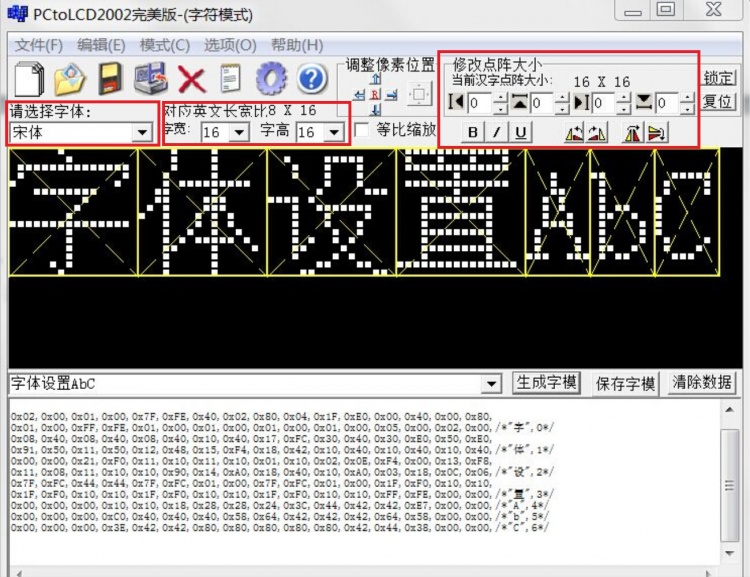 PCtoLCD2002完美版-(字符模式)
文件(F) 编辑(E) 模式(C) 选项(O) 帮助(H)
调整像素位置
R
修改点阵大小
当前汉字点阵大小: 16 X 16
0 0 0 0
锁定
复位
B I U
请选择字体:
宋体
对应英文长宽比8 X 16
字宽: 16 字高 16
等比缩放
字体设置AbC
字体设置AbC 生成字模 保存字模 清除数据
0x02, 0x00, 0x01, 0x00, 0x7F, 0xFE, 0x40, 0x02, 0x80, 0x04, 0x1F, 0xE0, 0x00, 0x40, 0x00, 0x80,
0x01, 0x00, 0xFF, 0xFE, 0x01, 0x00, 0x01, 0x00, 0x01, 0x00, 0x01, 0x00, 0x05, 0x00, 0x02, 0x00, /*"字", 0*/
0x08, 0x40, 0x08, 0x40, 0x08, 0x40, 0x10, 0x40, 0x17, 0xFC, 0x30, 0x40, 0x30, 0xE0, 0x50, 0xE0,
0x91, 0x50, 0x11, 0x50, 0x12, 0x48, 0x15, 0xF4, 0x18, 0x42, 0x10, 0x40, 0x10, 0x40, 0x10, 0x40, /*"体", 1*/
0x00, 0x00, 0x21, 0xF0, 0x11, 0x10, 0x11, 0x10, 0x01, 0x10, 0x02, 0x0E, 0xF4, 0x00, 0x13, 0xF8,
0x11, 0x08, 0x11, 0x10, 0x10, 0x90, 0x14, 0xA0, 0x18, 0x40, 0x10, 0xA0, 0x03, 0x18, 0x0C, 0x06, /*"设", 2*/
0x7F, 0xFC, 0x44, 0x44, 0x7F, 0xFC, 0x01, 0x00, 0x7F, 0xFC, 0x01, 0x00, 0x1F, 0xF0, 0x10, 0x10,
0x1F, 0xF0, 0x10, 0x10, 0x1F, 0xF0, 0x10, 0x10, 0x1F, 0xF0, 0x10, 0x10, 0xFF, 0xFE, 0x00, 0x00, /*"置", 3*/
0x00, 0x00, 0x00, 0x10, 0x10, 0x18, 0x28, 0x28, 0x24, 0x3C, 0x44, 0x42, 0x42, 0xE7, 0x00, 0x00, /*"A", 4*/
0x00, 0x00, 0x00, 0xC0, 0x40, 0x40, 0x40, 0x58, 0x64, 0x42, 0x42, 0x42, 0x64, 0x58, 0x00, 0x00, /*"b", 5*/
0x00, 0x00, 0x00, 0x3E, 0x42, 0x42, 0x80, 0x80, 0x80, 0x80, 0x80, 0x42, 0x44, 0x38, 0x00, 0x00, /*"C", 6*/